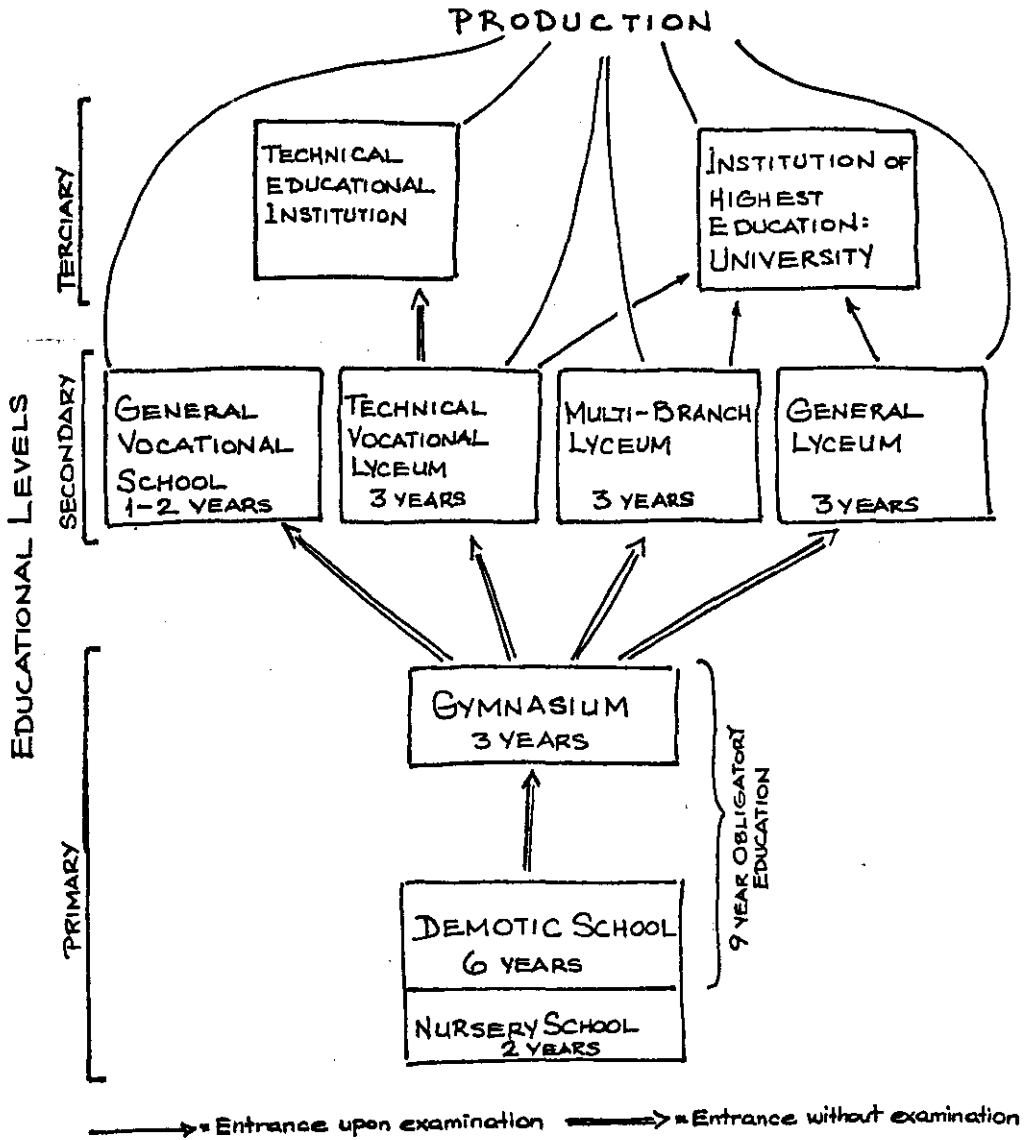 PRODUCTION
TERCIARY
TECHNICAL
EDUCATIONAL
INSTITUTION
INSTITUTION OF
HIGHEST
EDUCATION:
UNIVERSITY
EDUCATIONAL LEVELS
SECONDARY
GENERAL
VOCATIONAL
SCHOOL
1-2 YEARS
TECHNICAL
VOCATIONAL
LYCEUM
3 YEARS
MULTI-BRANCH
LYCEUM
3 YEARS
GENERAL
LYCEUM
3 YEARS
PRIMARY
GYMNASIUM
3 YEARS
9 YEAR OBLIGATORY
EDUCATION
DEMOTIC SCHOOL
6 YEARS
NURSERY SCHOOL
2 YEARS
= Entrance upon examination
= Entrance without examination